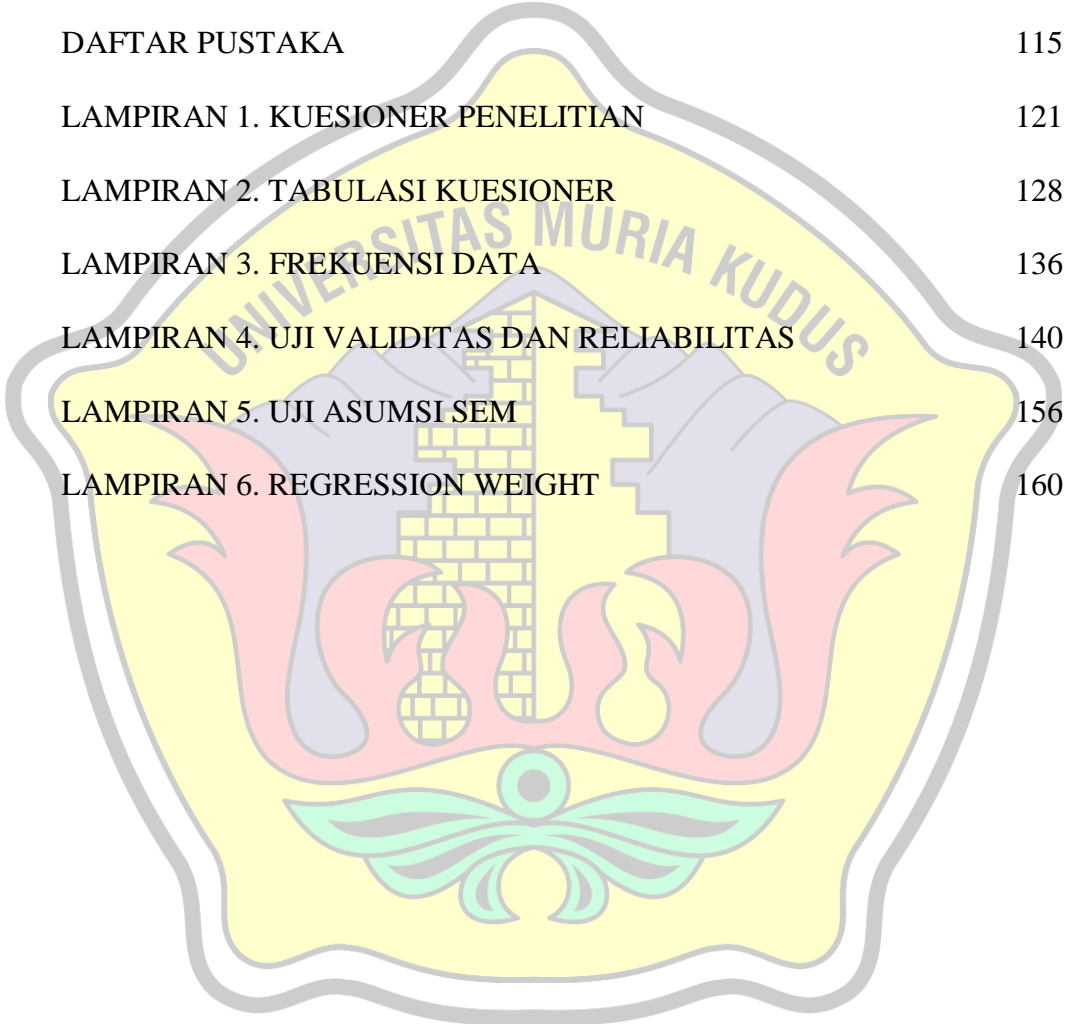 DAFTAR PUSTAKA 115
LAMPIRAN 1. KUESIONER PENELITIAN 121
LAMPIRAN 2. TABULASI KUESIONER 128
UNIVERSITAS MURIA KUDUS
LAMPIRAN 3. FREKUENSI DATA 136
LAMPIRAN 4. UJI VALIDITAS DAN RELIABILITAS 140
LAMPIRAN 5. UJI ASUMSI SEM 156
LAMPIRAN 6. REGRESSION WEIGHT 160